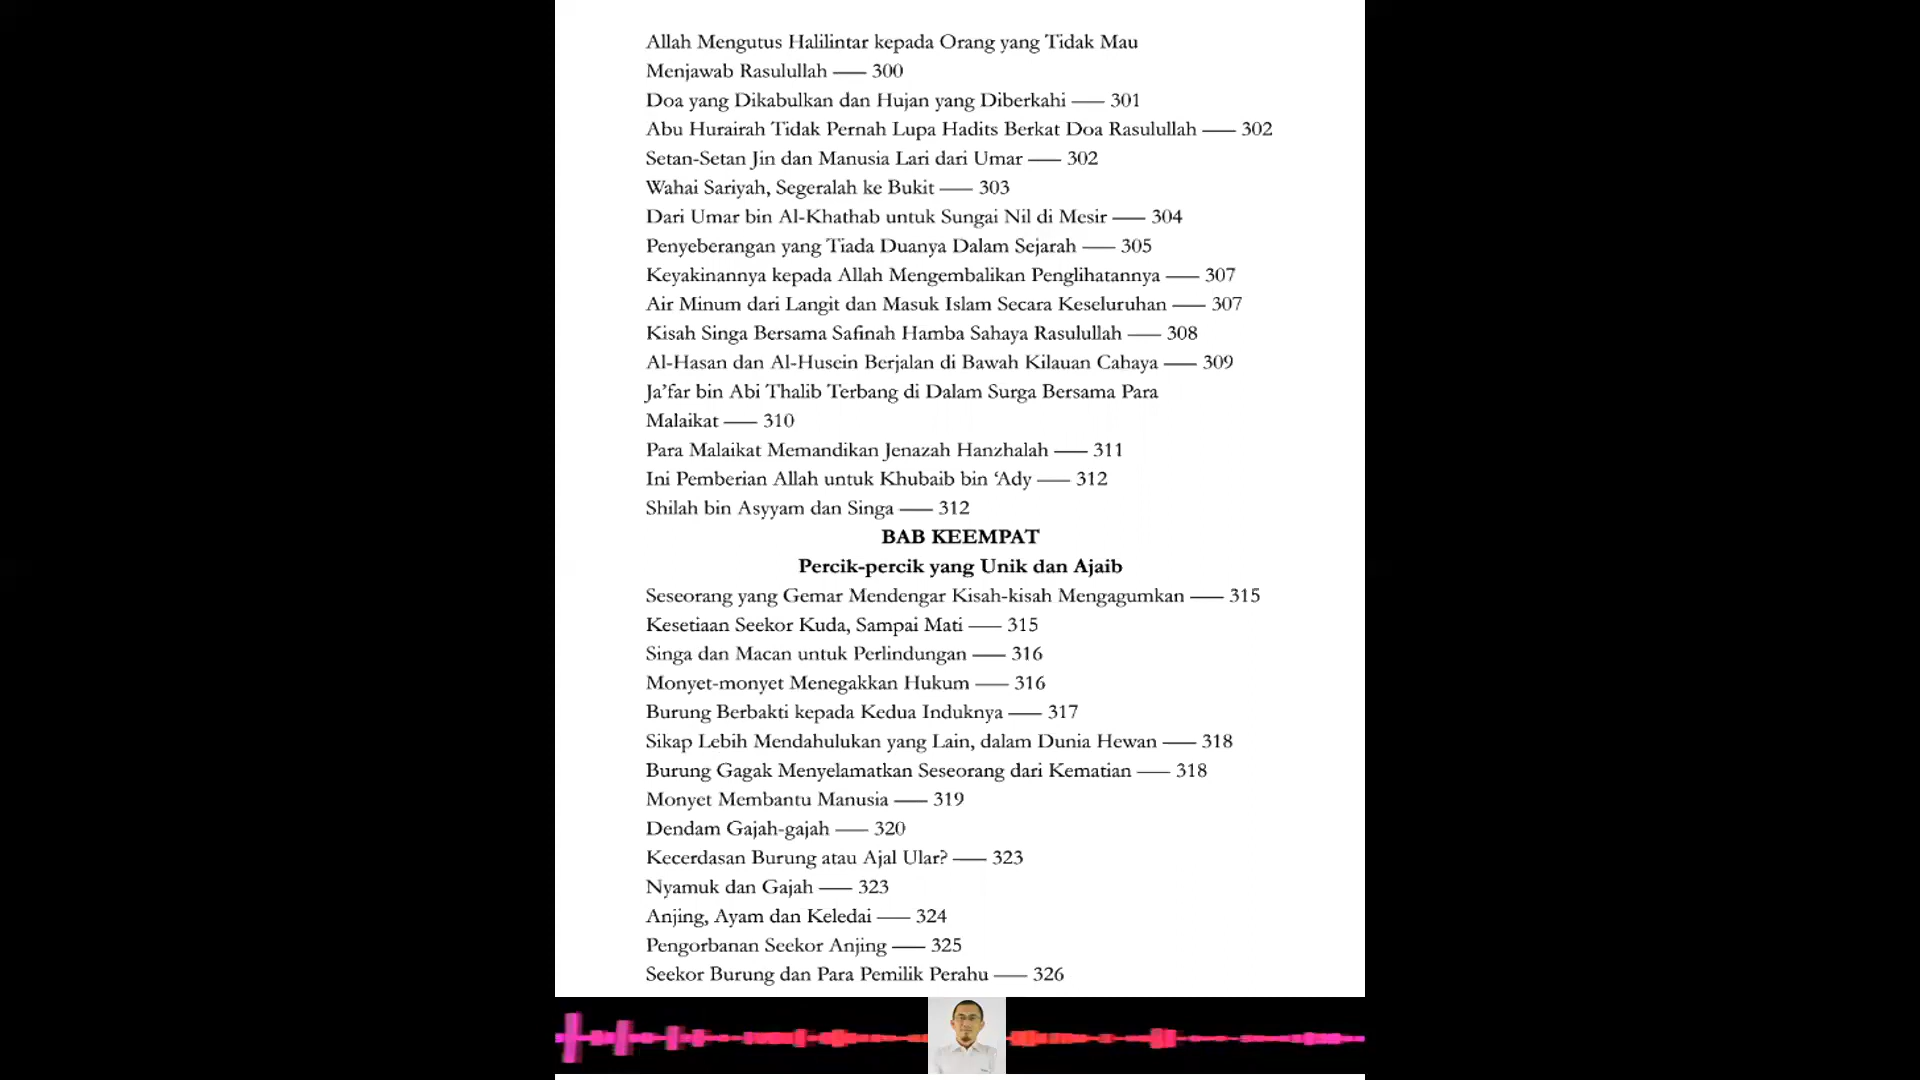 Allah Mengutus Halilintar kepada Orang yang Tidak Mau
Menjawab Rasulullah —— 300
Doa yang Dikabulkan dan Hujan yang Diberkahi —— 301
Abu Hurairah Tidak Pernah Lupa Hadits Berkat Doa Rasulullah —— 302
Setan-Setan Jin dan Manusia Lari dari Umar —— 302
Wahai Sariyah, Segeralah ke Bukit —— 303
Dari Umar bin Al-Khathab untuk Sungai Nil di Mesir —— 304
Penyeberangan yang Tiada Duanya Dalam Sejarah —— 305
Keyakinannya kepada Allah Mengembalikan Penglihatannya —— 307
Air Minum dari Langit dan Masuk Islam Secara Keseluruhan —— 307
Kisah Singa Bersama Safinah Hamba Sahaya Rasulullah —— 308
Al-Hasan dan Al-Husein Berjalan di Bawah Kilauan Cahaya —— 309
Ja’far bin Abi Thalib Terbang di Dalam Surga Bersama Para
Malaikat —— 310
Para Malaikat Memandikan Jenazah Hanzhalah —— 311
Ini Pemberian Allah untuk Khubaib bin ‘Ady —— 312
Shilah bin Asyyam dan Singa —— 312
BAB KEEMPAT
Percik-percik yang Unik dan Ajaib
Seseorang yang Gemar Mendengar Kisah-kisah Mengagumkan —— 315
Kesetiaan Seekor Kuda, Sampai Mati —— 315
Singa dan Macan untuk Perlindungan —— 316
Monyet-monyet Menegakkan Hukum —— 316
Burung Berbakti kepada Kedua Induknya —— 317
Sikap Lebih Mendahulukan yang Lain, dalam Dunia Hewan —— 318
Burung Gagak Menyelamatkan Seseorang dari Kematian —— 318
Monyet Membantu Manusia —— 319
Dendam Gajah-gajah —— 320
Kecerdasan Burung atau Ajal Ular? —— 323
Nyamuk dan Gajah —— 323
Anjing, Ayam dan Keledai —— 324
Pengorbanan Seekor Anjing —— 325
Seekor Burung dan Para Pemilik Perahu —— 326